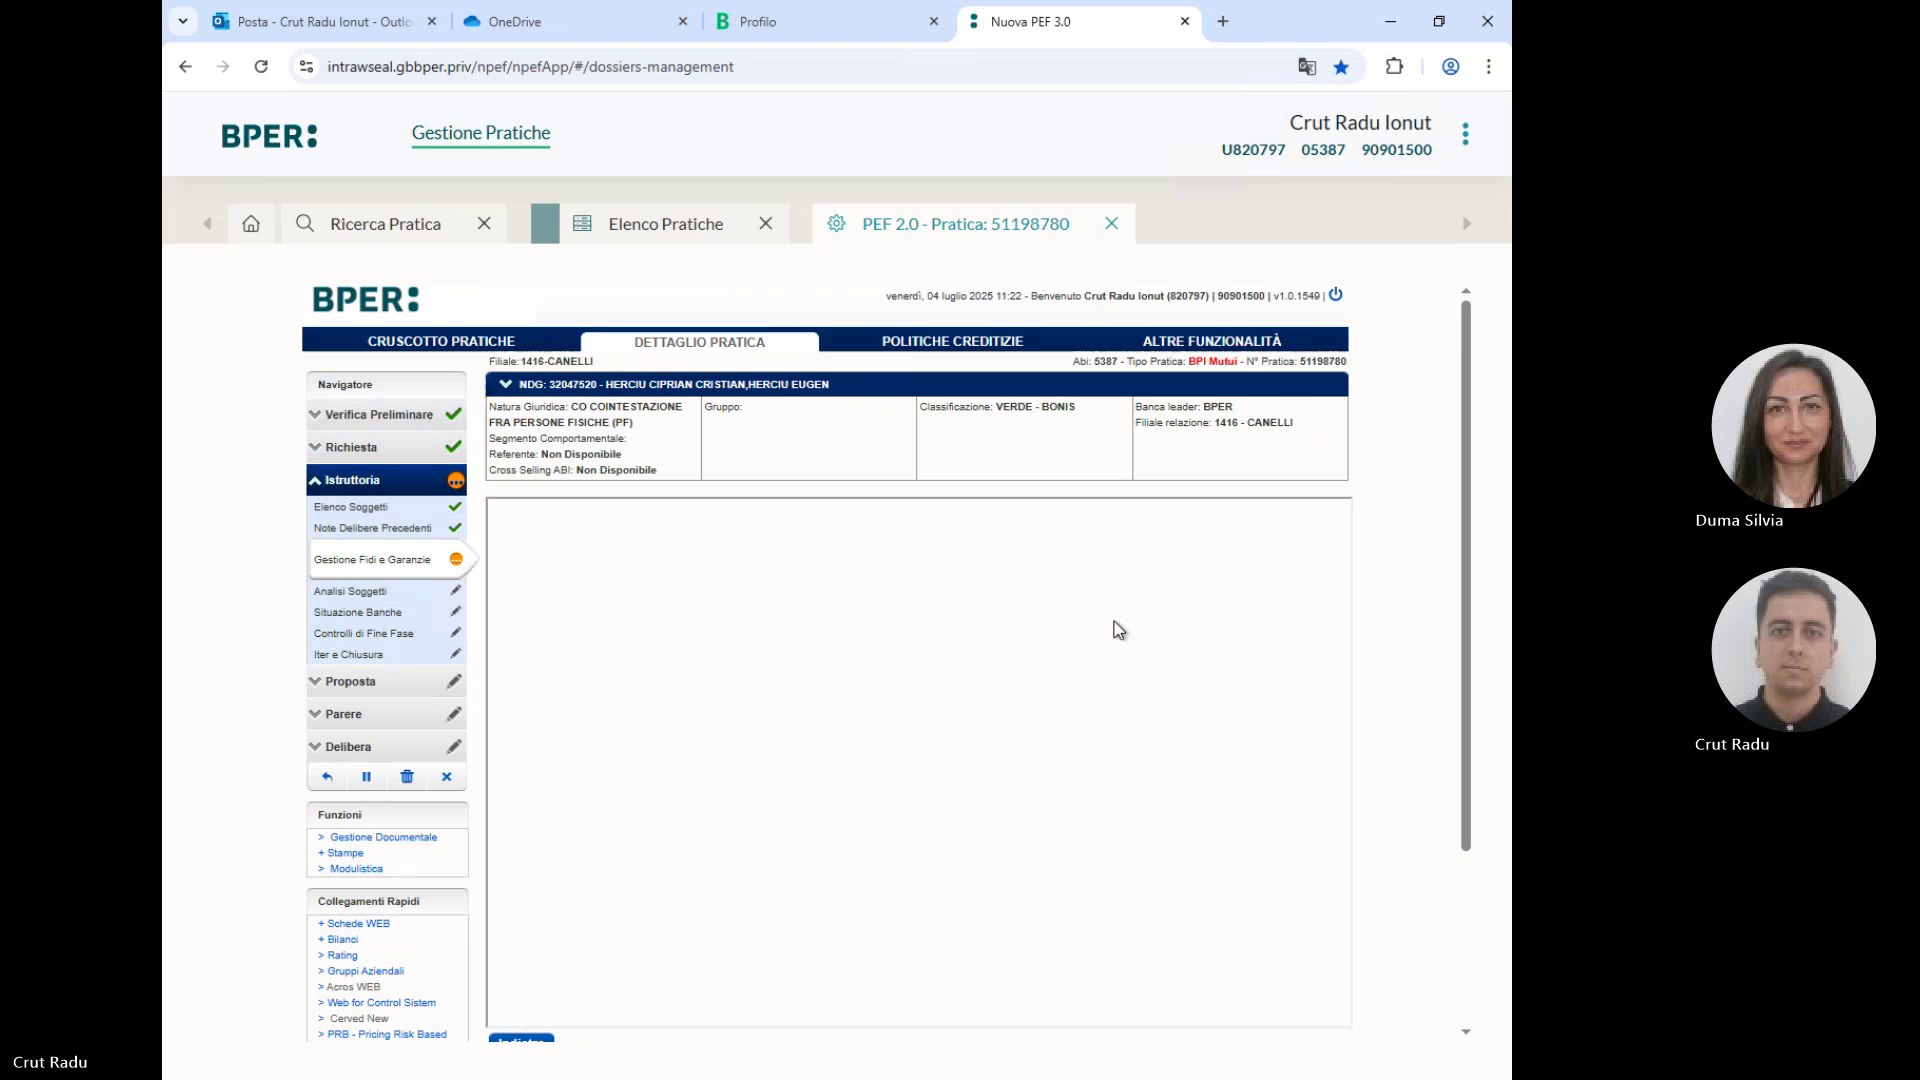 Posta - Crut Radu Ionut - Outlo
OneDrive
Profilo
Nuova PEF 3.0
intrawseal.gbbper.priv/npef/npefApp/#/dossiers-management
BPER:
Gestione Pratiche
Crut Radu Ionut
U820797 05387 90901500
Ricerca Pratica
Elenco Pratiche
PEF 2.0 - Pratica: 51198780
BPER:
venerdì, 04 luglio 2025 11:22 - Benvenuto Crut Radu Ionut (820797) | 90901500 | v1.0.1549 |
CRUSCOTTO PRATICHE
DETTAGLIO PRATICA
POLITICHE CREDITIZIE
ALTRE FUNZIONALITÀ
Filiale: 1416-CANELLI
Abi: 5387 - Tipo Pratica: BPI Mutui - N° Pratica: 51198780
NDG: 32047520 - HERCIU CIPRIAN CRISTIAN,HERCIU EUGEN
Natura Giuridica: CO COINTESTAZIONE
FRA PERSONE FISICHE (PF)
Segmento Comportamentale:
Referente: Non Disponibile
Cross Selling ABI: Non Disponibile
Gruppo:
Classificazione: VERDE - BONIS
Banca leader: BPER
Filiale relazione: 1416 - CANELLI
Navigatore
Verifica Preliminare
Richiesta
Istruttoria
Elenco Soggetti
Note Delibere Precedenti
Gestione Fidi e Garanzie
Analisi Soggetti
Situazione Banche
Controlli di Fine Fase
Iter e Chiusura
Proposta
Parere
Delibera
Funzioni
> Gestione Documentale
+ Stampe
> Modulistica
Collegamenti Rapidi
+ Schede WEB
+ Bilanci
> Rating
> Gruppi Aziendali
> Acros WEB
> Web for Control Sistem
> Cerved New
> PRB - Pricing Risk Based
Indietro
Duma Silvia
Crut Radu
Crut Radu